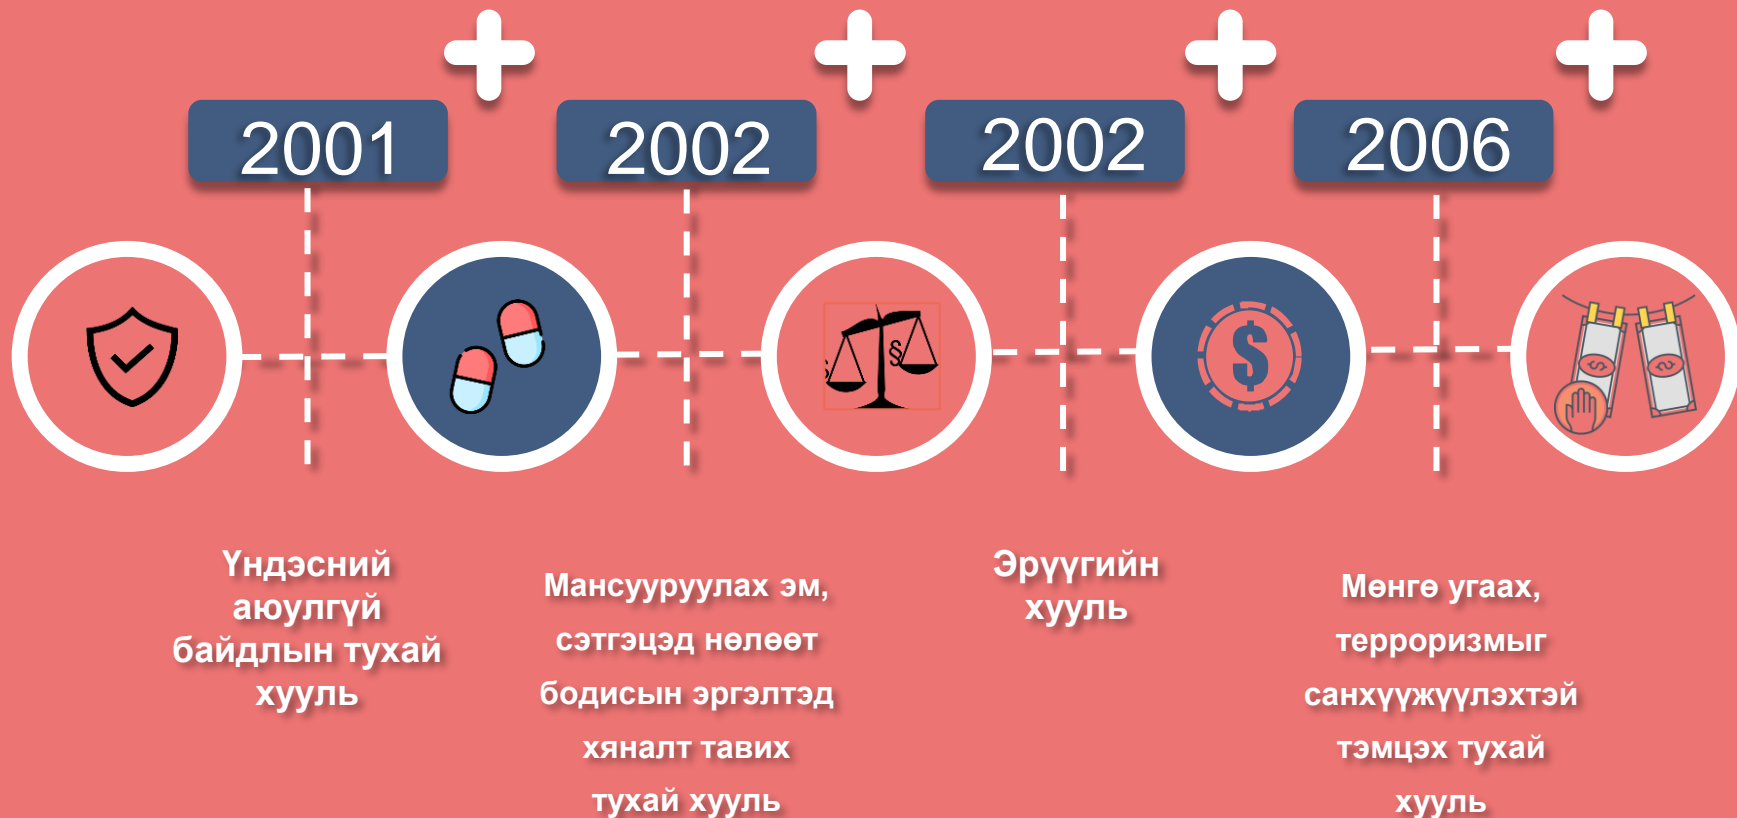 2001
2002
2002
2006
Үндэсний
аюулгүй
байдлын тухай
хууль
Мансууруулах эм,
сэтгэцэд нөлөөт
бодисын эргэлтэд
хяналт тавих
тухай хууль
Эрүүгийн
хууль
Мөнгө угаах,
терроризмыг
санхүүжүүлэхтэй
тэмцэх тухай
хууль